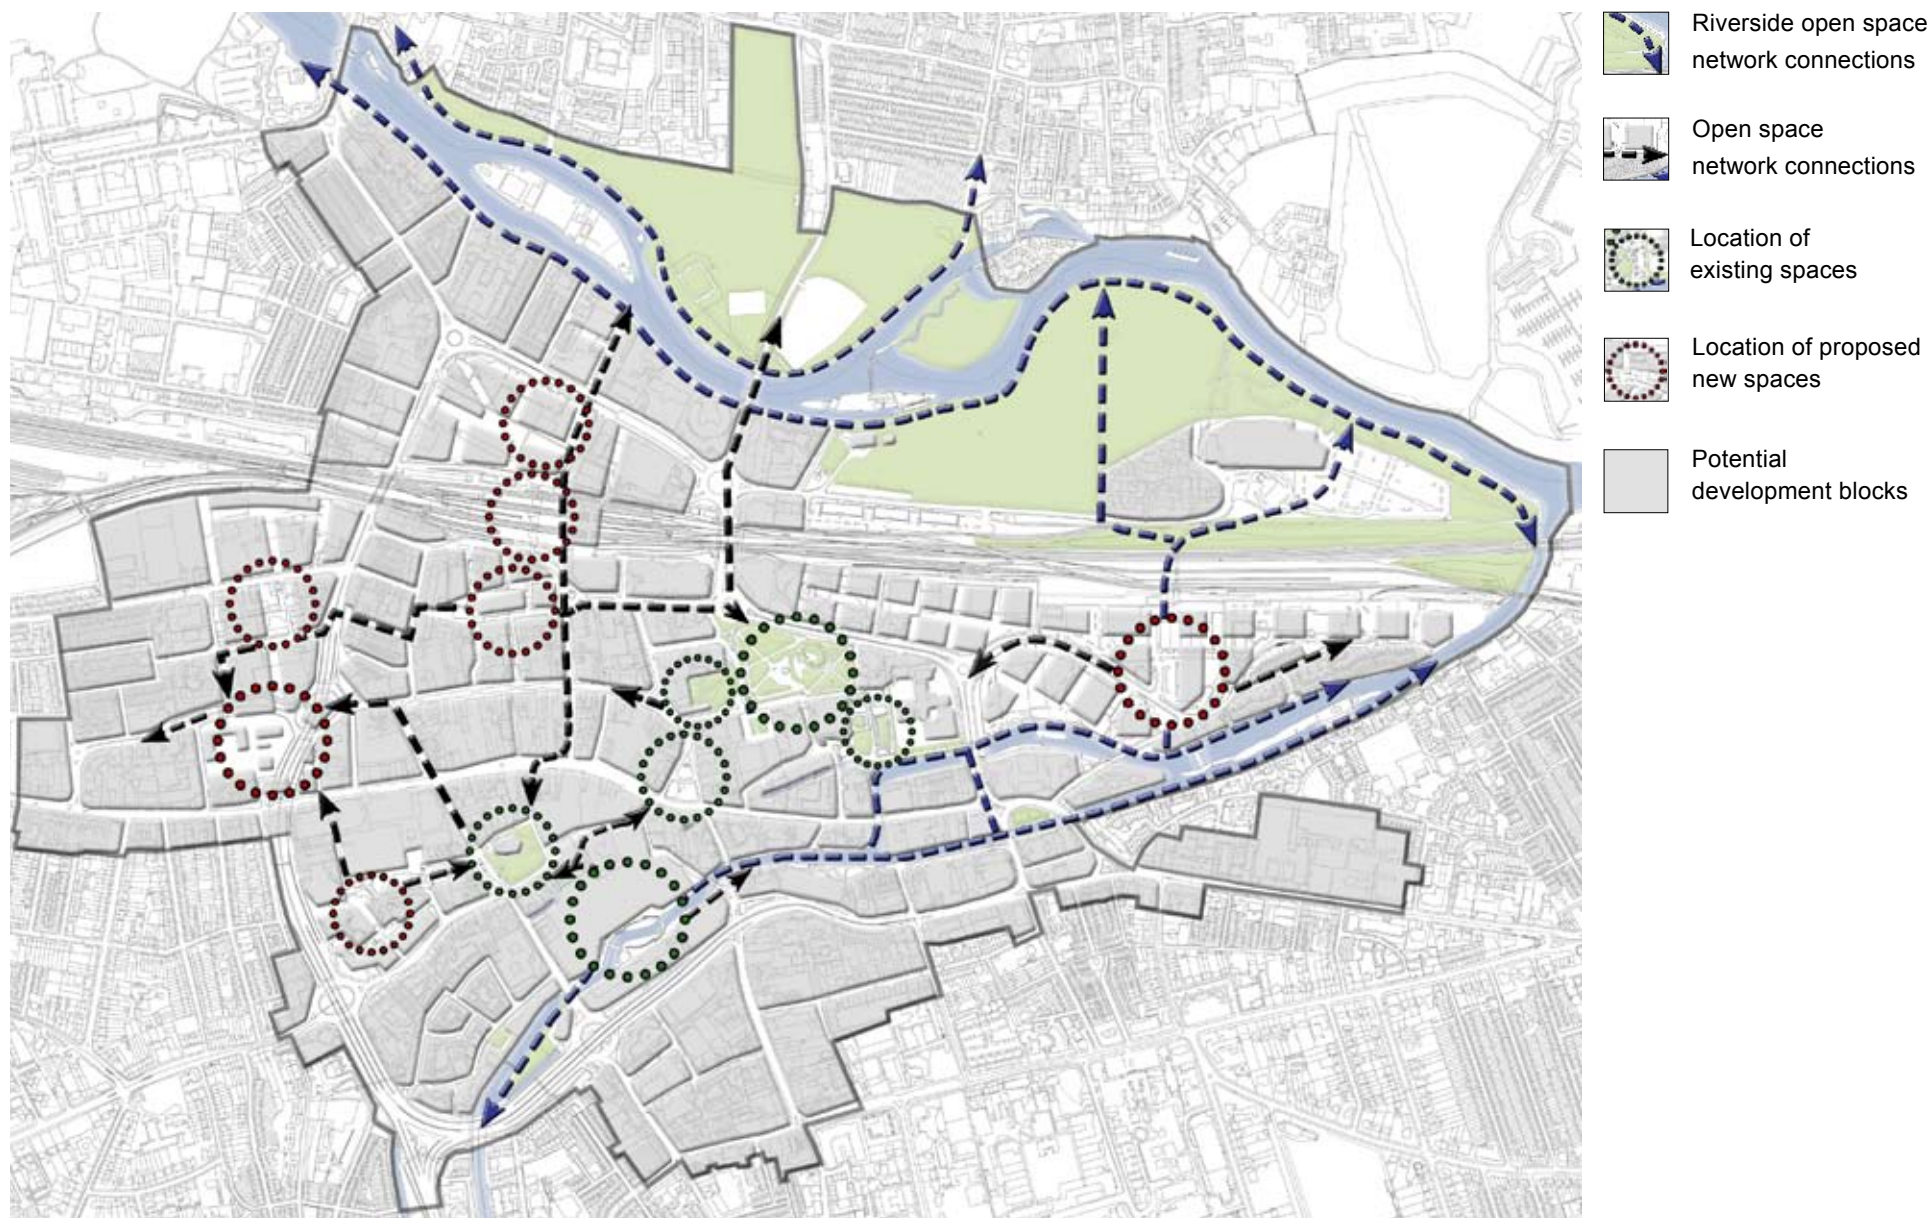 Riverside open space
network connections
Open space
network connections
Location of
existing spaces
Location of proposed
new spaces
Potential
development blocks